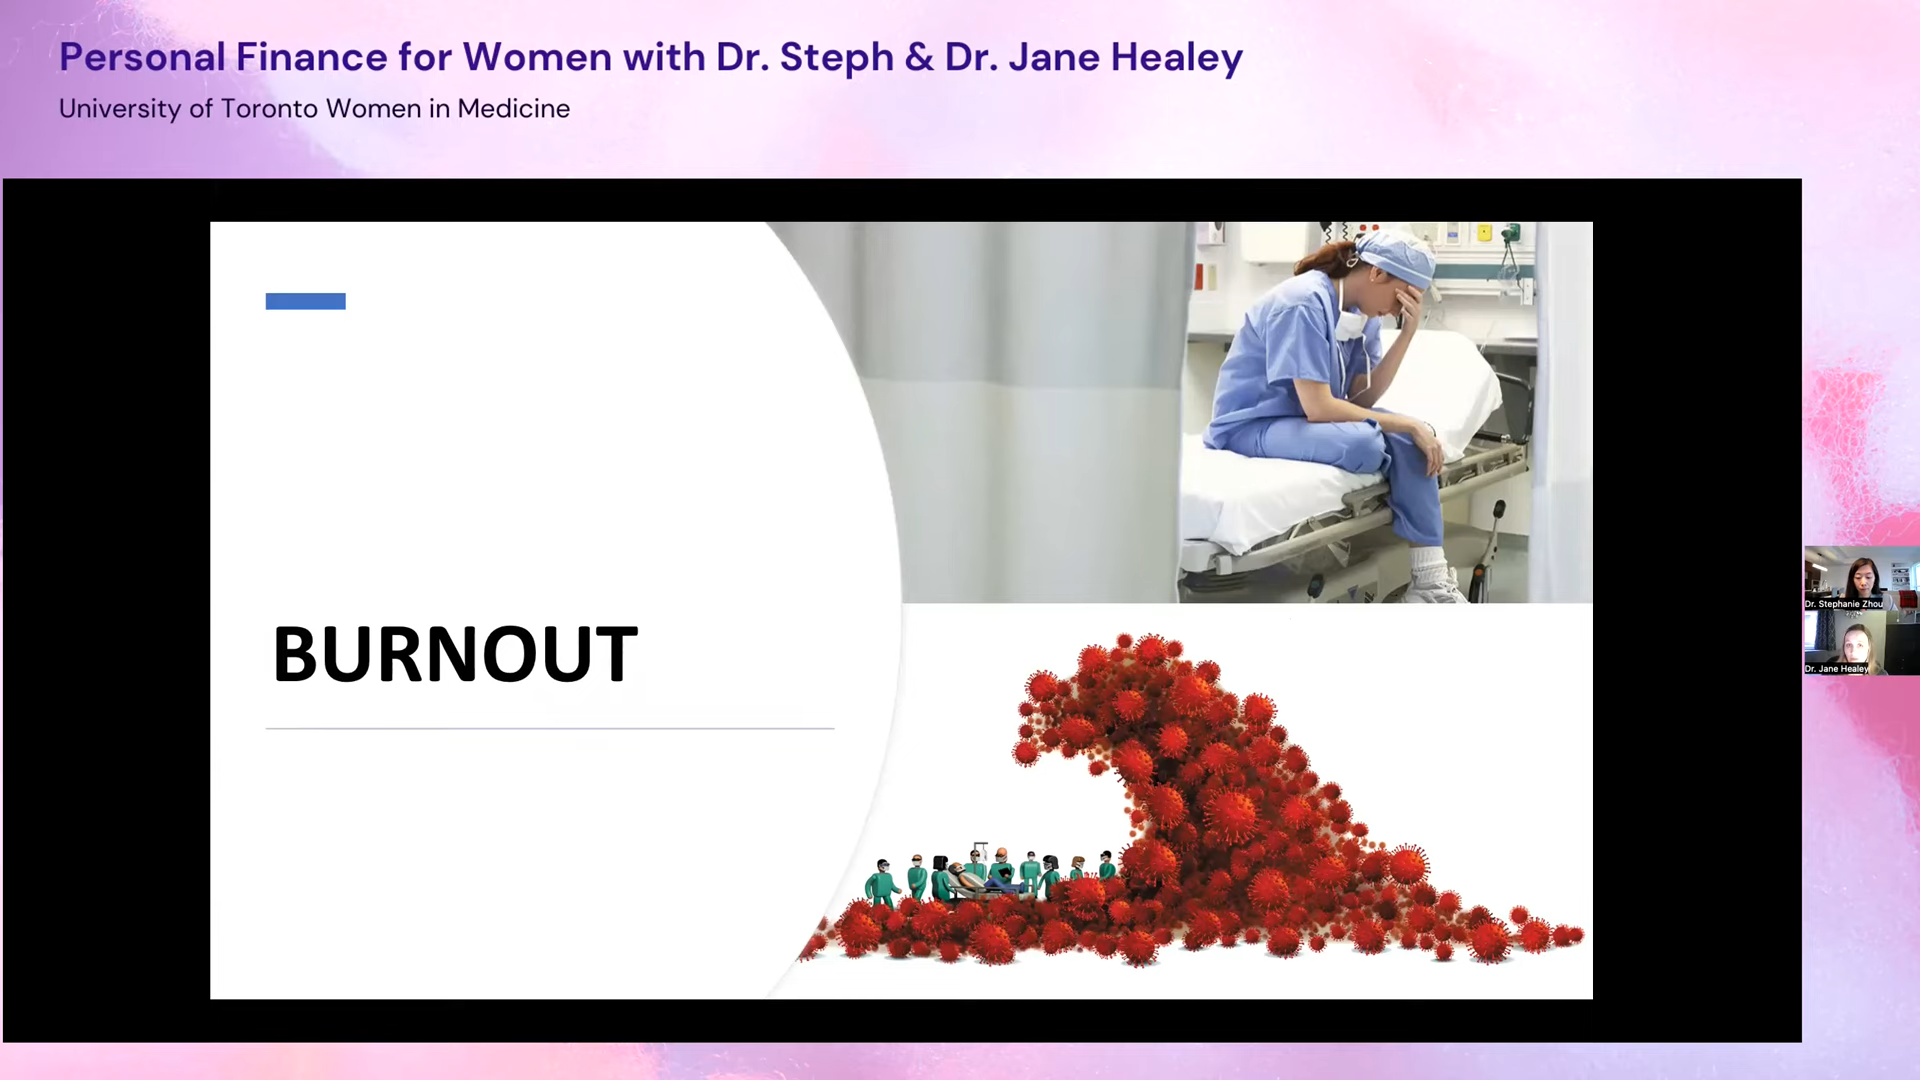 Personal Finance for Women with Dr. Steph & Dr. Jane Healey
University of Toronto Women in Medicine
BURNOUT
Dr. Stephanie Zhou
Dr. Jane Healey